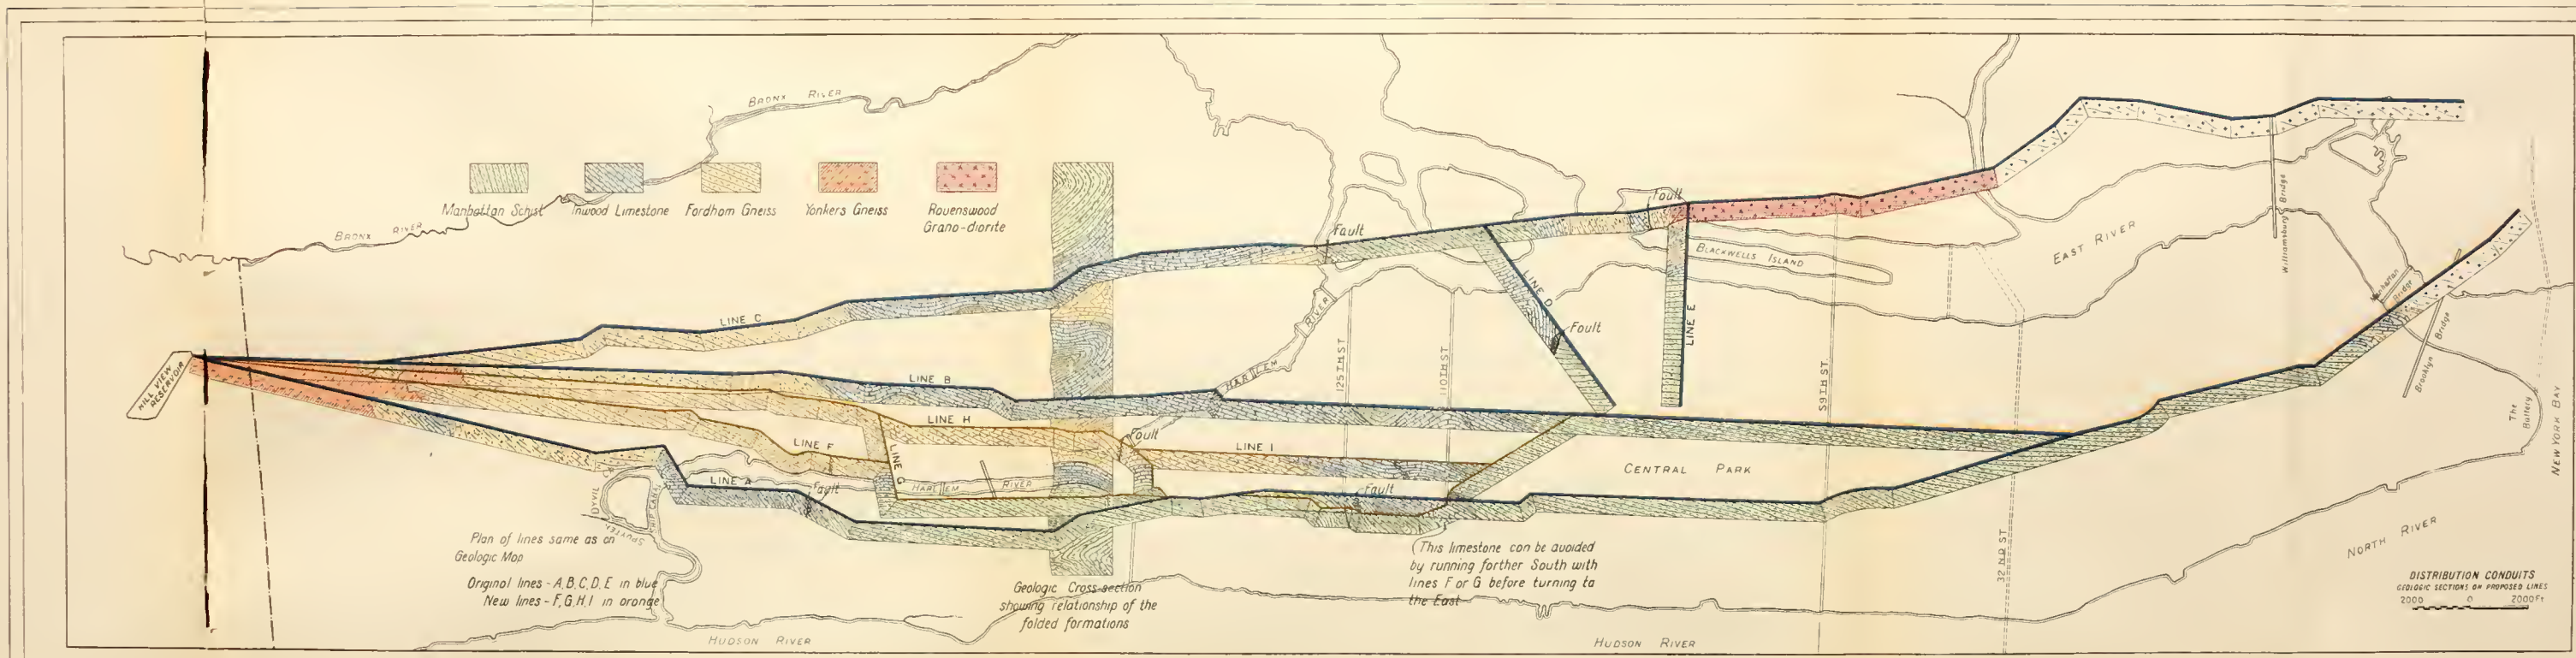 BRONX RIVER
BRONX RIVER
Manhattan Schist
Inwood Limestone
Fordham Gneiss
Yonkers Gneiss
Ravenswood
Grano-diorite
Fault
Fault
BLACKWELLS ISLAND
EAST RIVER
Williamsburg Bridge
Manhattan
Bridge
Brooklyn Bridge
The
Battery
NEW YORK BAY
LINE C
LINE D
Fault
LINE E
HARLEM RIVER
125TH ST
110TH ST
59TH ST
32ND ST
HILL VIEW
RESERVOIR
LINE B
LINE H
LINE F
LINE G
Fault
LINE I
CENTRAL PARK
LINE A
Fault
HARLEM RIVER
Fault
SPUYTEN
DYVIL
SHIP CANAL
Plan of lines same as on
Geologic Map
Original lines - A,B,C,D,E in blue
New lines - F,G,H,I in orange
Geologic Cross-section
showing relationship of the
folded formations
(This limestone can be avoided
by running farther South with
lines F or G before turning to
the East
NORTH RIVER
HUDSON RIVER
HUDSON RIVER
DISTRIBUTION CONDUITS
GEOLOGIC SECTIONS ON PROPOSED LINES
2000 0 2000Ft